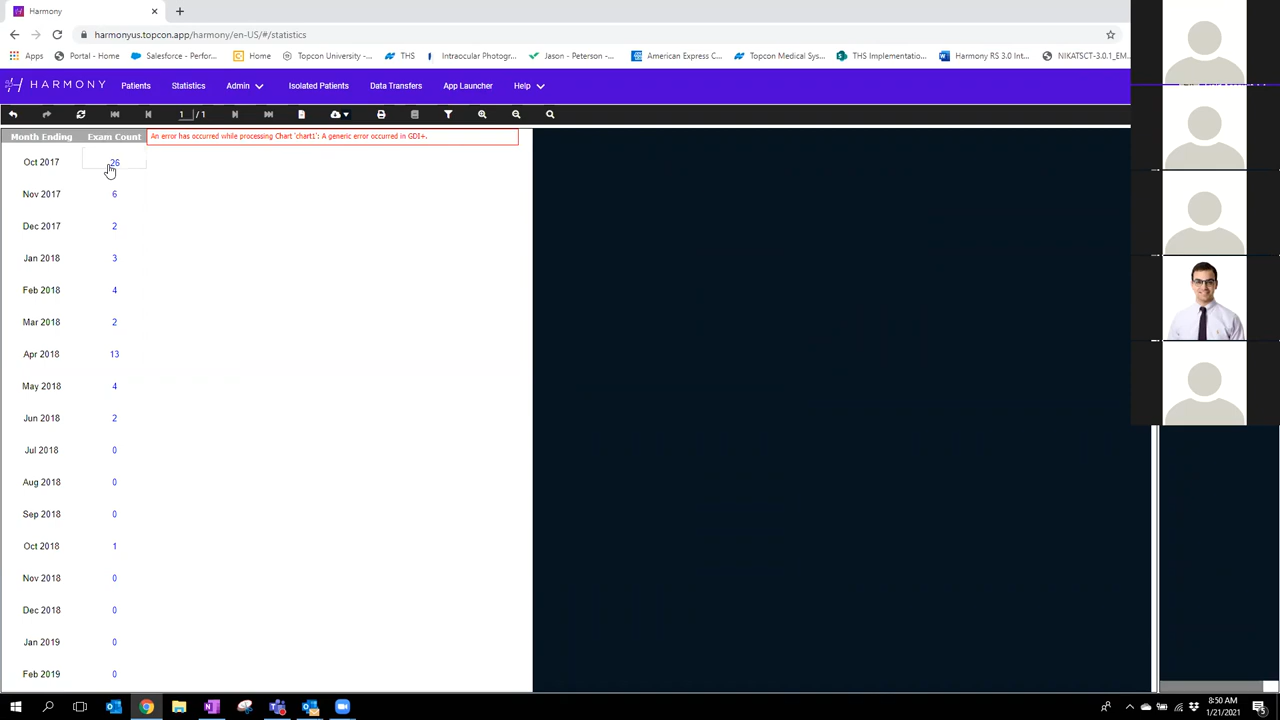 Harmony
harmonyus.topcon.app/harmony/en-US/#/statistics
Apps Portal - Home Salesforce - Perfor... Home Topcon University -... THS Intraocular Photogr... Jason - Peterson -... American Express C... Topcon Medical Sys... THS Implementatio... Harmony RS 3.0 Int... NIKATSCT-3.0.1_EM...
HARMONY Patients Statistics Admin Isolated Patients Data Transfers App Launcher Help
1 / 1
Month Ending Exam Count An error has occurred while processing Chart 'chart1': A generic error occurred in GDI+.
Oct 2017 26
Nov 2017 6
Dec 2017 2
Jan 2018 3
Feb 2018 4
Mar 2018 2
Apr 2018 13
May 2018 4
Jun 2018 2
Jul 2018 0
Aug 2018 0
Sep 2018 0
Oct 2018 1
Nov 2018 0
Dec 2018 0
Jan 2019 0
Feb 2019 0
8:50 AM
1/21/2021